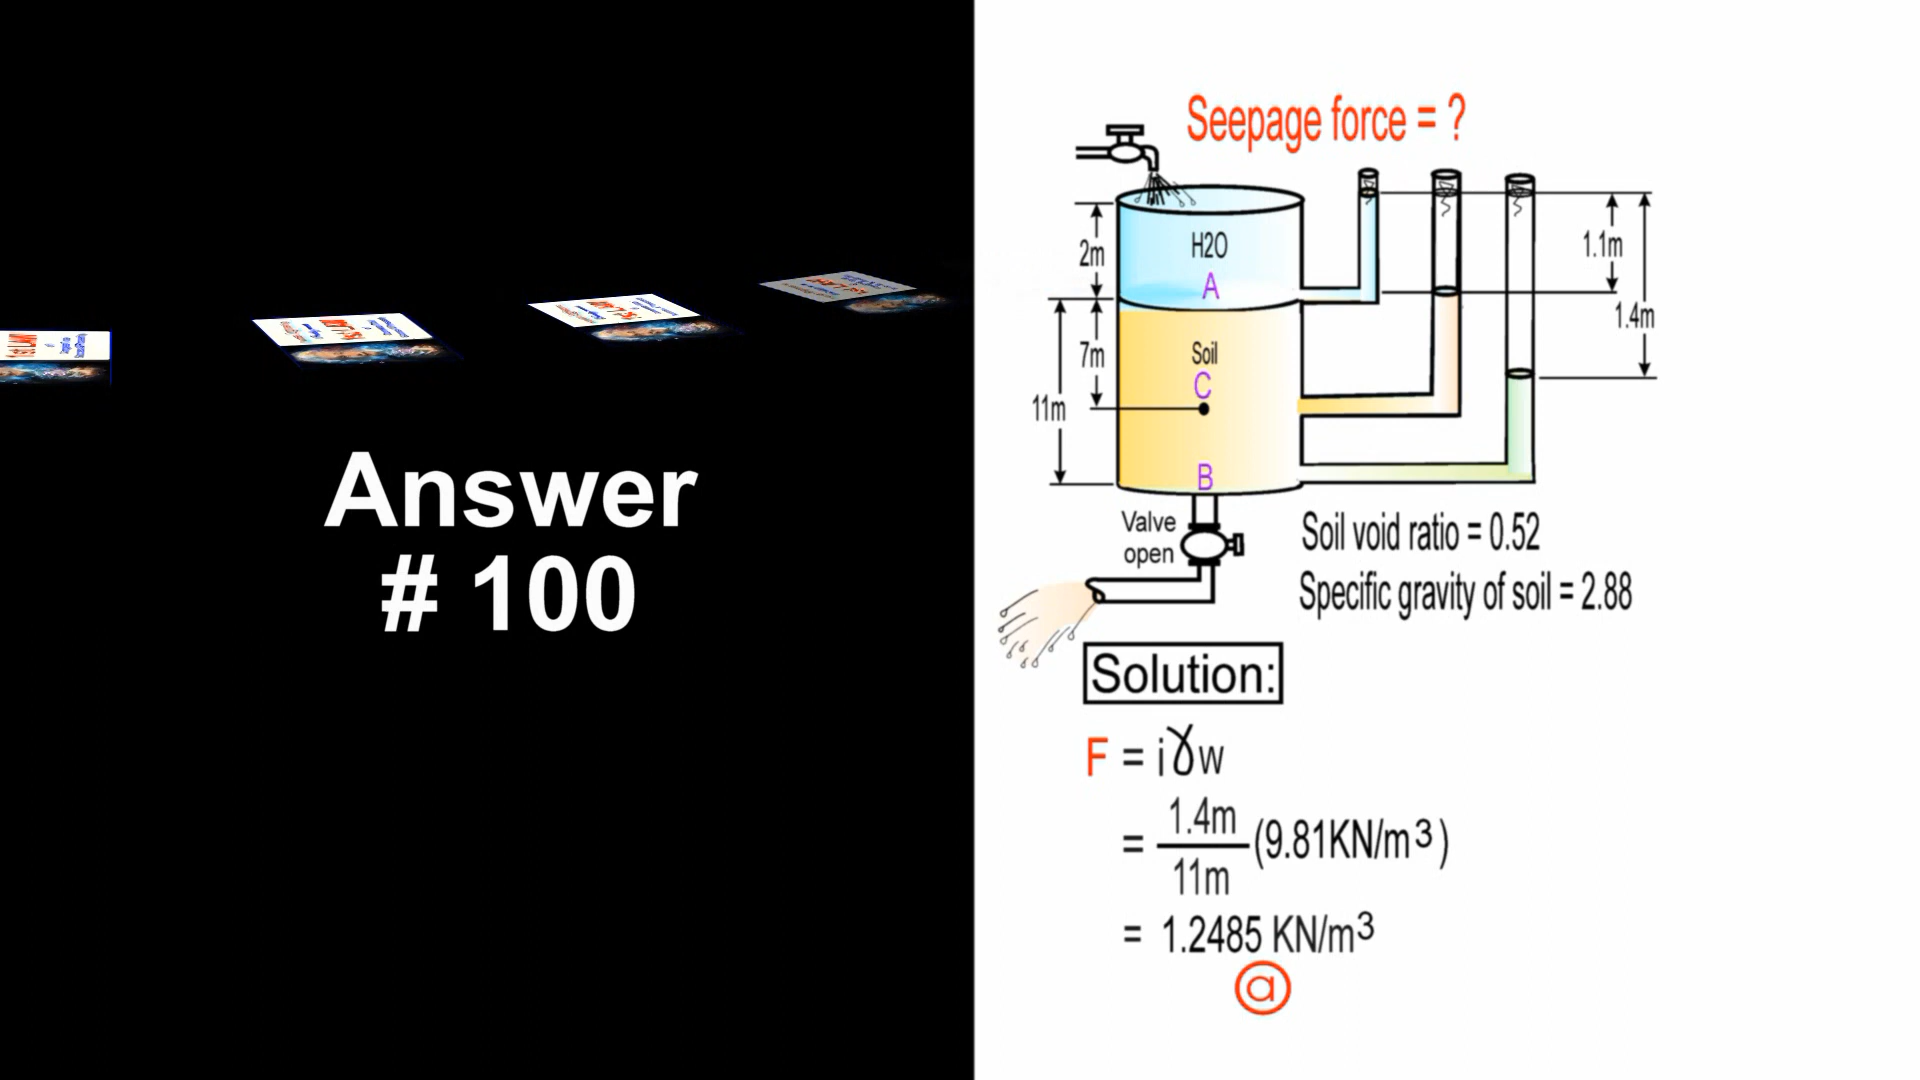 Answer
# 100
Seepage force = ?
H2O
A
2m
Soil
C
7m
11m
B
1.1m
1.4m
Valve
open
Soil void ratio = 0.52
Specific gravity of soil = 2.88
Solution:
F = iɣw
= 1.4m
11m
(9.81KN/m³)
= 1.2485 KN/m³
a